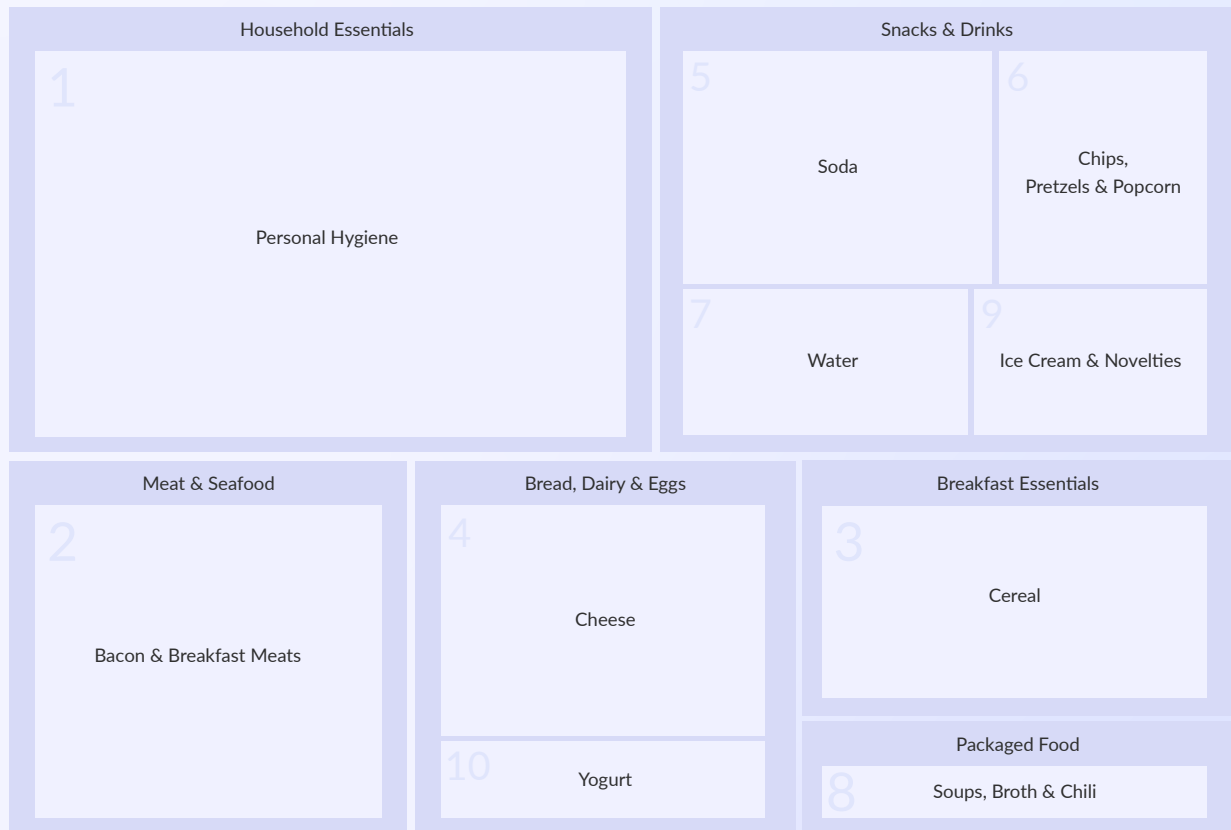 Household Essentials
1
Personal Hygiene
Snacks & Drinks
5
Soda
6
Chips,
Pretzels & Popcorn
7
Water
9
Ice Cream & Novelties
Meat & Seafood
2
Bacon & Breakfast Meats
Bread, Dairy & Eggs
4
Cheese
10
Yogurt
Breakfast Essentials
3
Cereal
Packaged Food
8
Soups, Broth & Chili